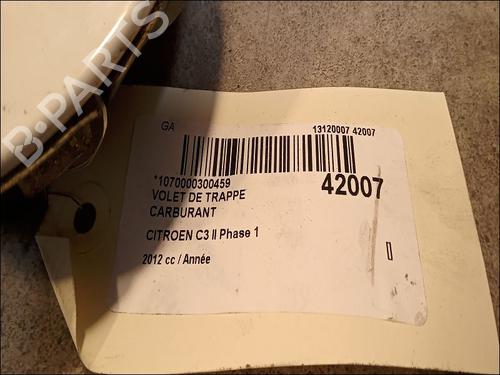 B-PARTS
GA
13120007 42007
*1070000300459
42007
VOLET DE TRAPPE
CARBURANT
CITROEN C3 II Phase 1
2012 cc / Année